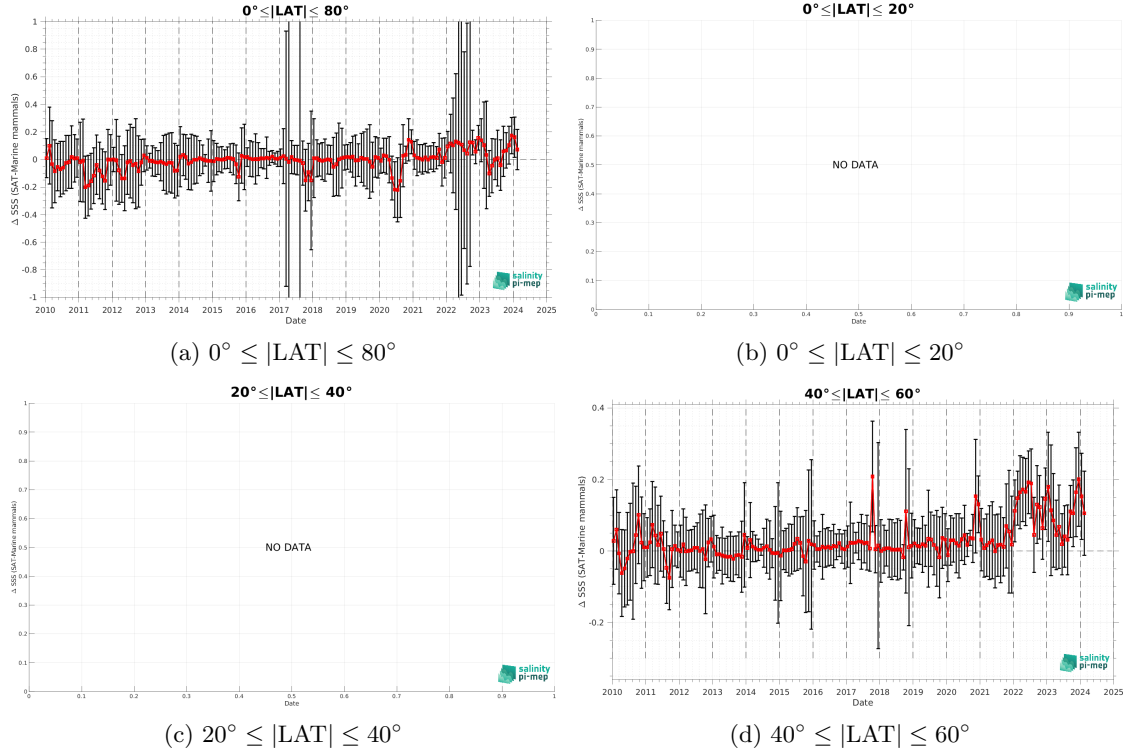 0°≤|LAT|≤ 80°
1
0.8
0.6
0.4
0.2
0
-0.2
-0.4
-0.6
-0.8
-1
Δ SSS (SAT-Marine mammals)
2010 2011 2012 2013 2014 2015 2016 2017 2018 2019 2020 2021 2022 2023 2024 2025
Date
salinity
pi-mep
(a) 0° ≤ |LAT| ≤ 80°
0°≤|LAT|≤ 20°
1
0.9
0.8
0.7
0.6
0.5
0.4
0.3
0.2
0.1
0
Δ SSS (SAT-Marine mammals)
NO DATA
0 0.1 0.2 0.3 0.4 0.5 0.6 0.7 0.8 0.9 1
Date
salinity
pi-mep
(b) 0° ≤ |LAT| ≤ 20°
20°≤|LAT|≤ 40°
1
0.9
0.8
0.7
0.6
0.5
0.4
0.3
0.2
0.1
0
Δ SSS (SAT-Marine mammals)
NO DATA
0 0.1 0.2 0.3 0.4 0.5 0.6 0.7 0.8 0.9 1
Date
salinity
pi-mep
(c) 20° ≤ |LAT| ≤ 40°
40°≤|LAT|≤ 60°
0.4
0.2
0
-0.2
Δ SSS (SAT-Marine mammals)
2010 2011 2012 2013 2014 2015 2016 2017 2018 2019 2020 2021 2022 2023 2024 2025
Date
salinity
pi-mep
(d) 40° ≤ |LAT| ≤ 60°